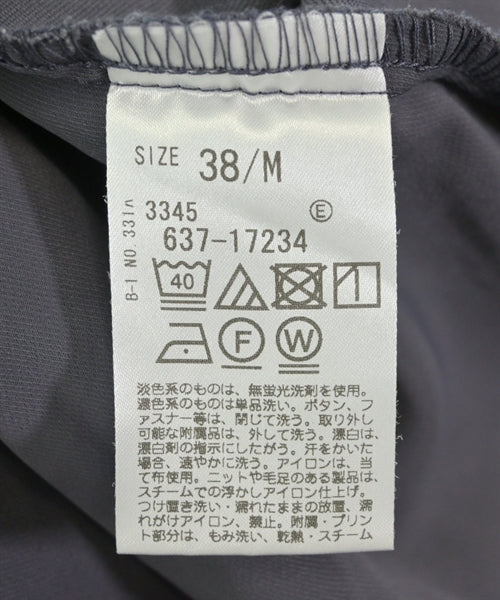 SIZE 38/M
3345 Ⓔ
637-17234
B-1 NO. 331
40
F W
淡色系のものは、無蛍光洗剤を使用。
濃色系のものは単品洗い。ボタン、フ
ァスナー等は、閉じて洗う。取り外し
可能な附属品は、外して洗う。漂白は、
漂白剤の指示にしたがう。汗をかいた
場合、速やかに洗う。アイロンは、当
て布使用。ニットや毛足のある製品は、
スチームでの浮かしアイロン仕上げ。
つけ置き洗い・濡れたままの放置、濡
れがけアイロン、禁止。附属・プリン
ト部分は、もみ洗い、乾熱・スチーム